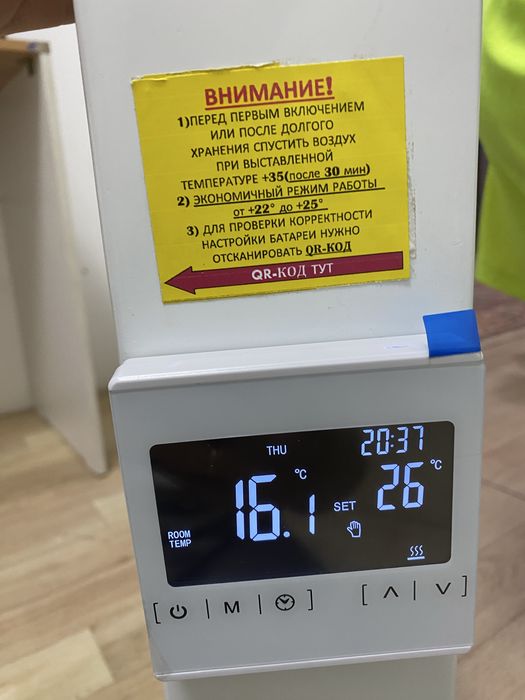 ВНИМАНИЕ!
1)ПЕРЕД ПЕРВЫМ ВКЛЮЧЕНИЕМ
ИЛИ ПОСЛЕ ДОЛГОГО
ХРАНЕНИЯ СПУСТИТЬ ВОЗДУХ
ПРИ ВЫСТАВЛЕННОЙ
ТЕМПЕРАТУРЕ +35(после 30 мин)
2) ЭКОНОМИЧНЫЙ РЕЖИМ РАБОТЫ
от +22° до +25°
3) ДЛЯ ПРОВЕРКИ КОРРЕКТНОСТИ
НАСТРОЙКИ БАТАРЕИ НУЖНО
ОТСКАНИРОВАТЬ QR-КОД
QR-КОД ТУТ
THU 20:37
16.1 °C SET 26 °C
ROOM
TEMP
[ | M | ] [ ∧ | ∨ ]